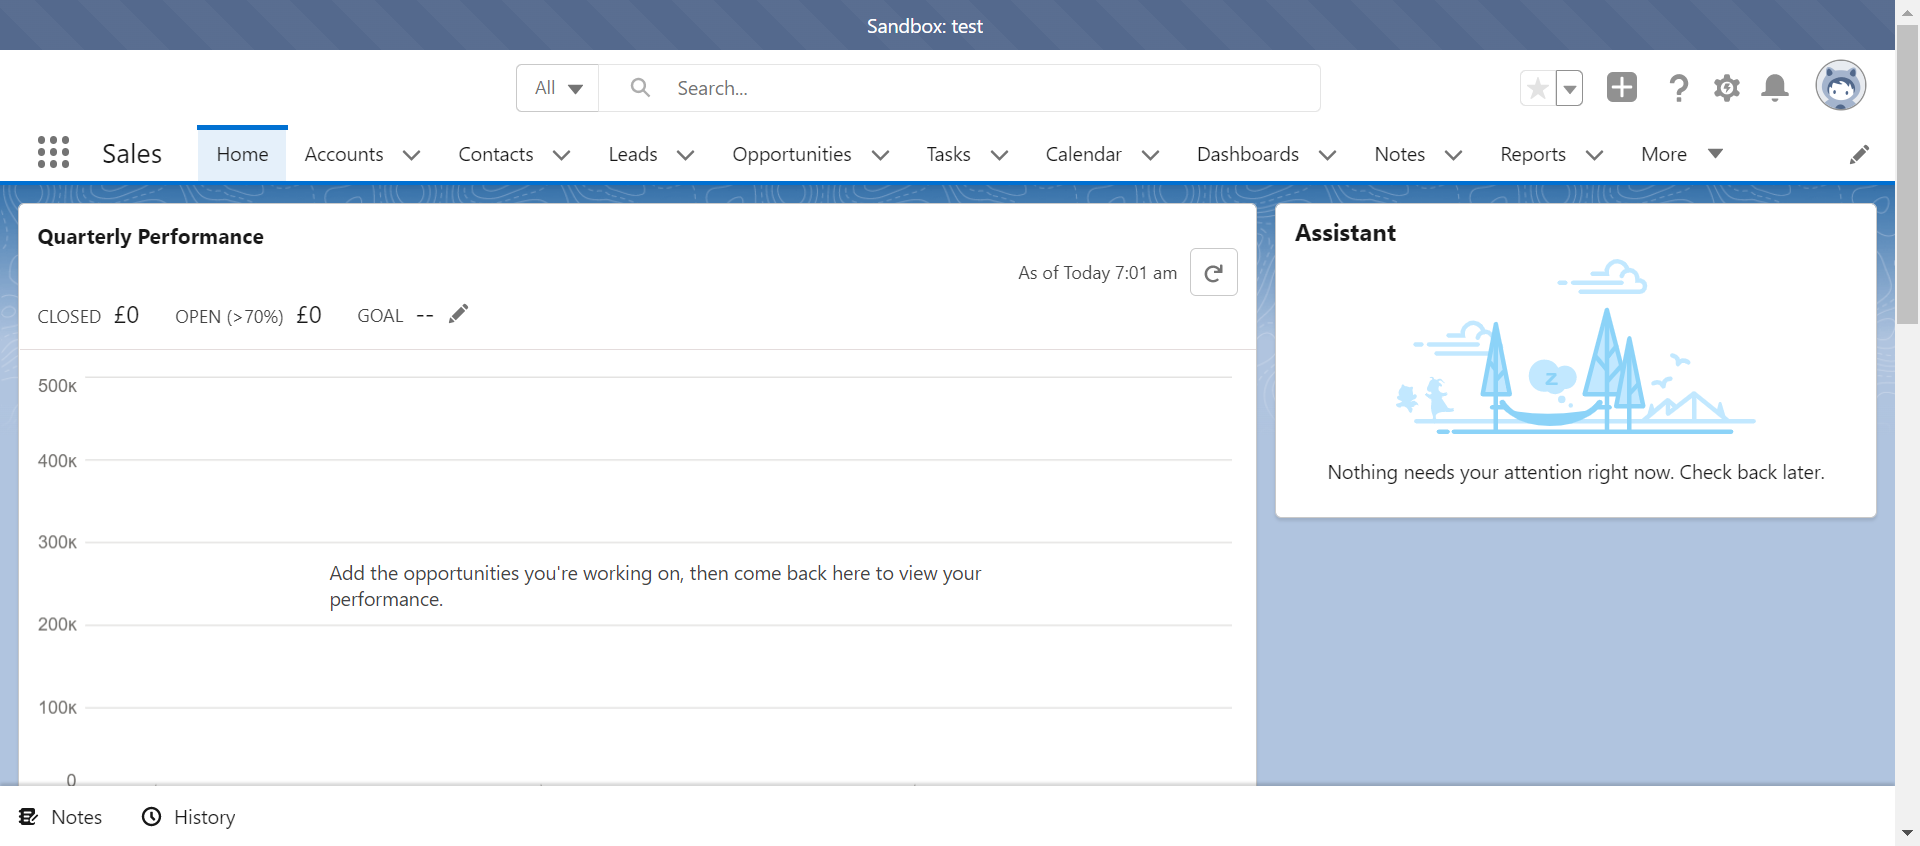 Sandbox: test
All
Search...
Sales
Home
Accounts
Contacts
Leads
Opportunities
Tasks
Calendar
Dashboards
Notes
Reports
More
Quarterly Performance
As of Today 7:01 am
CLOSED £0 OPEN (>70%) £0 GOAL --
500K
400K
300K
Add the opportunities you're working on, then come back here to view your
performance.
200K
100K
0
Assistant
z
Nothing needs your attention right now. Check back later.
Notes
History